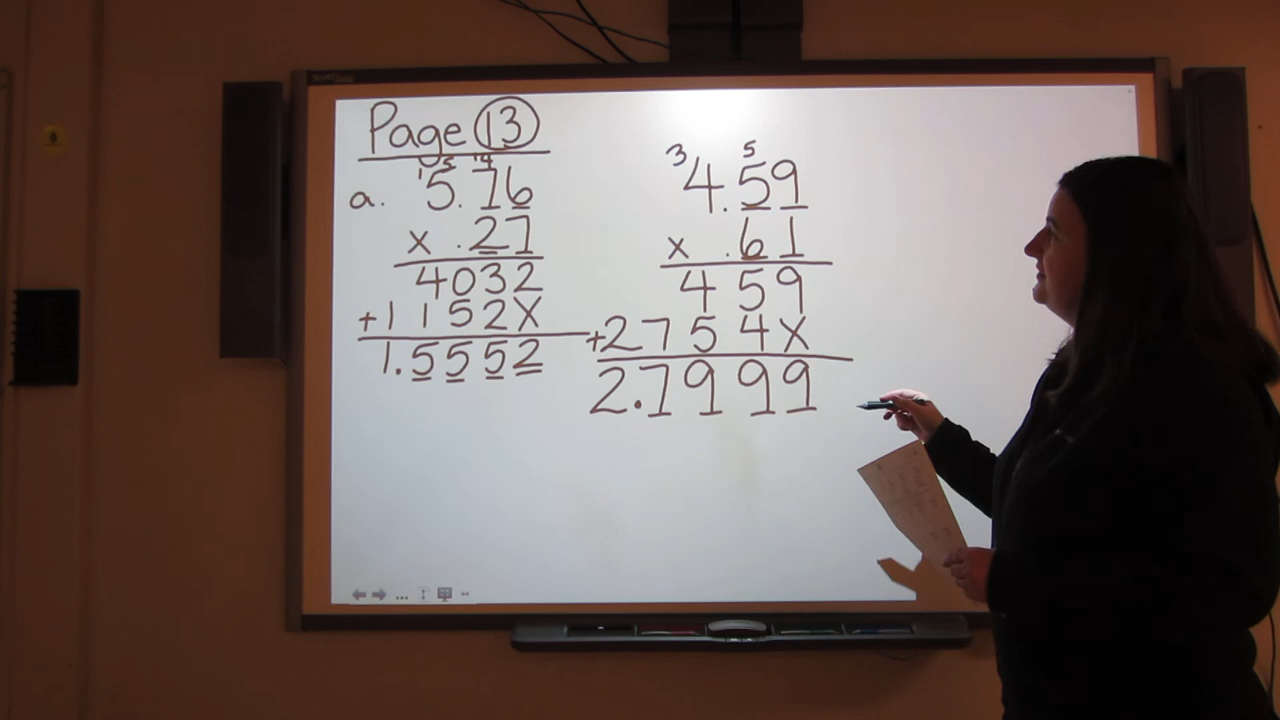 Page 13
a. 5.76
x .27
4032
+1152X
1.5552
4.59
x .61
459
+2754X
2.7999